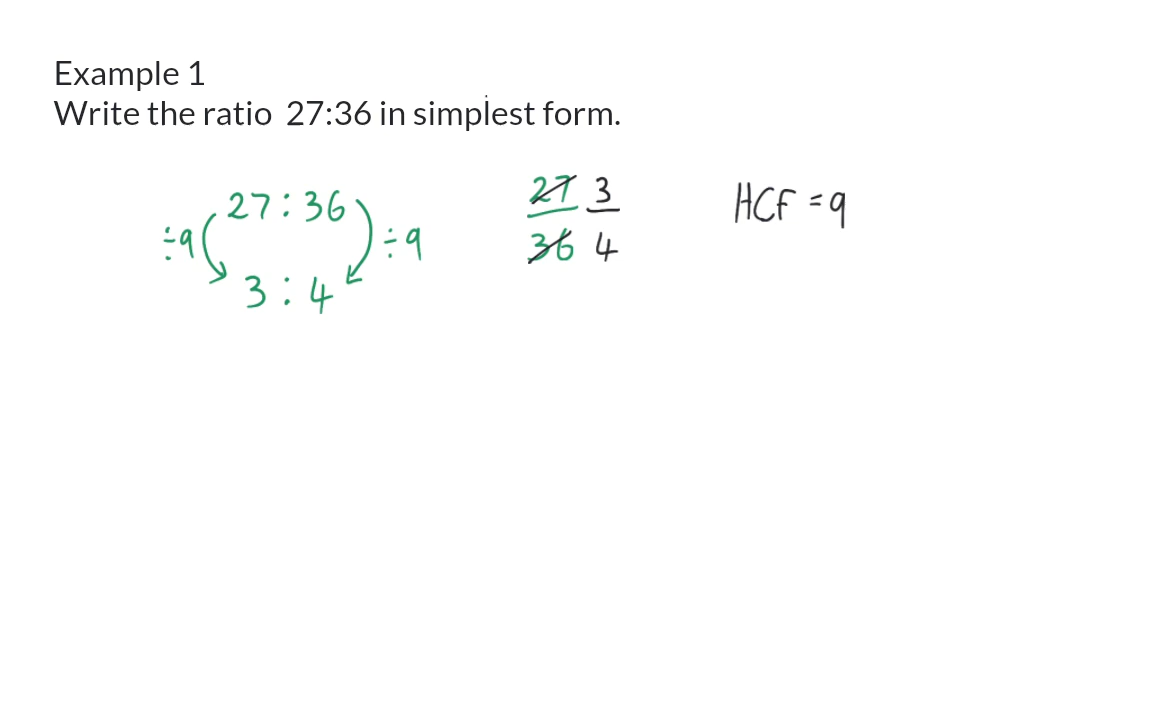 Example 1
Write the ratio 27:36 in simplest form.
27 : 36
÷9
÷9
3 : 4
27 3
36 4
HCF = 9